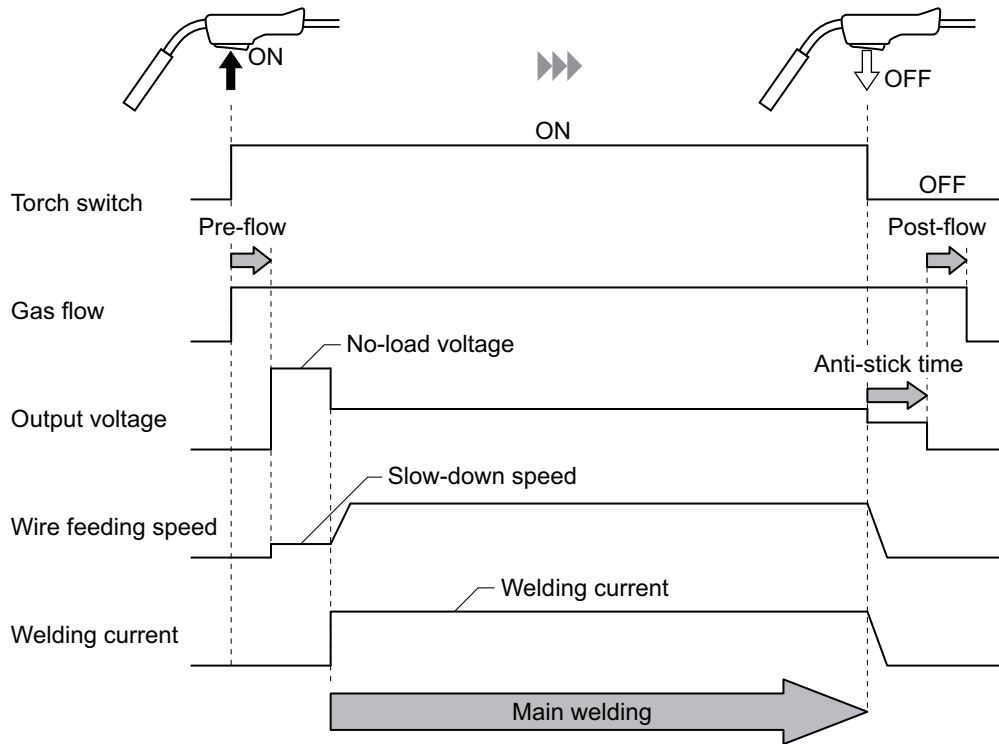 ON
OFF
ON
OFF
Torch switch
Pre-flow
Post-flow
Gas flow
No-load voltage
Anti-stick time
Output voltage
Slow-down speed
Wire feeding speed
Welding current
Welding current
Main welding